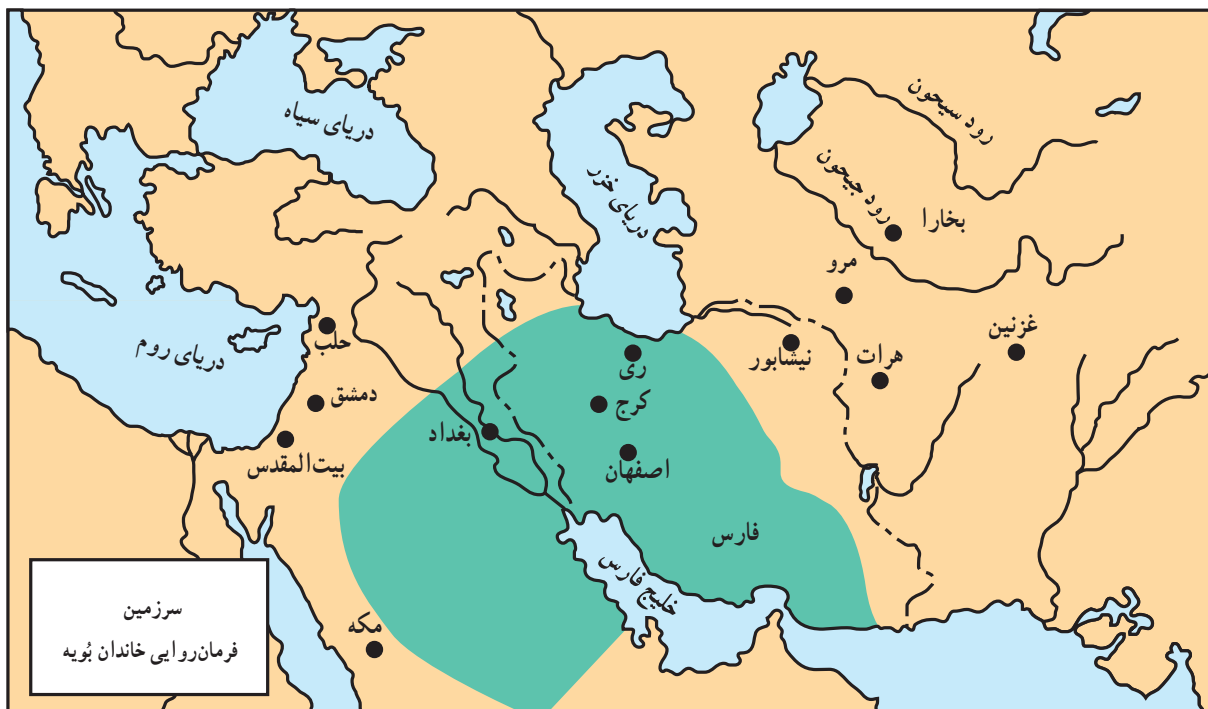 دریای سیاه
دریای خزر
رود سیحون
رود جیحون
بخارا
مرو
غزنین
هرات
نیشابور
ری
کرج
اصفهان
بغداد
حلب
دمشق
بیت‌المقدس
دریای روم
فارس
خلیج فارس
مکه
سرزمین
فرمان‌روایی خاندان بُویه